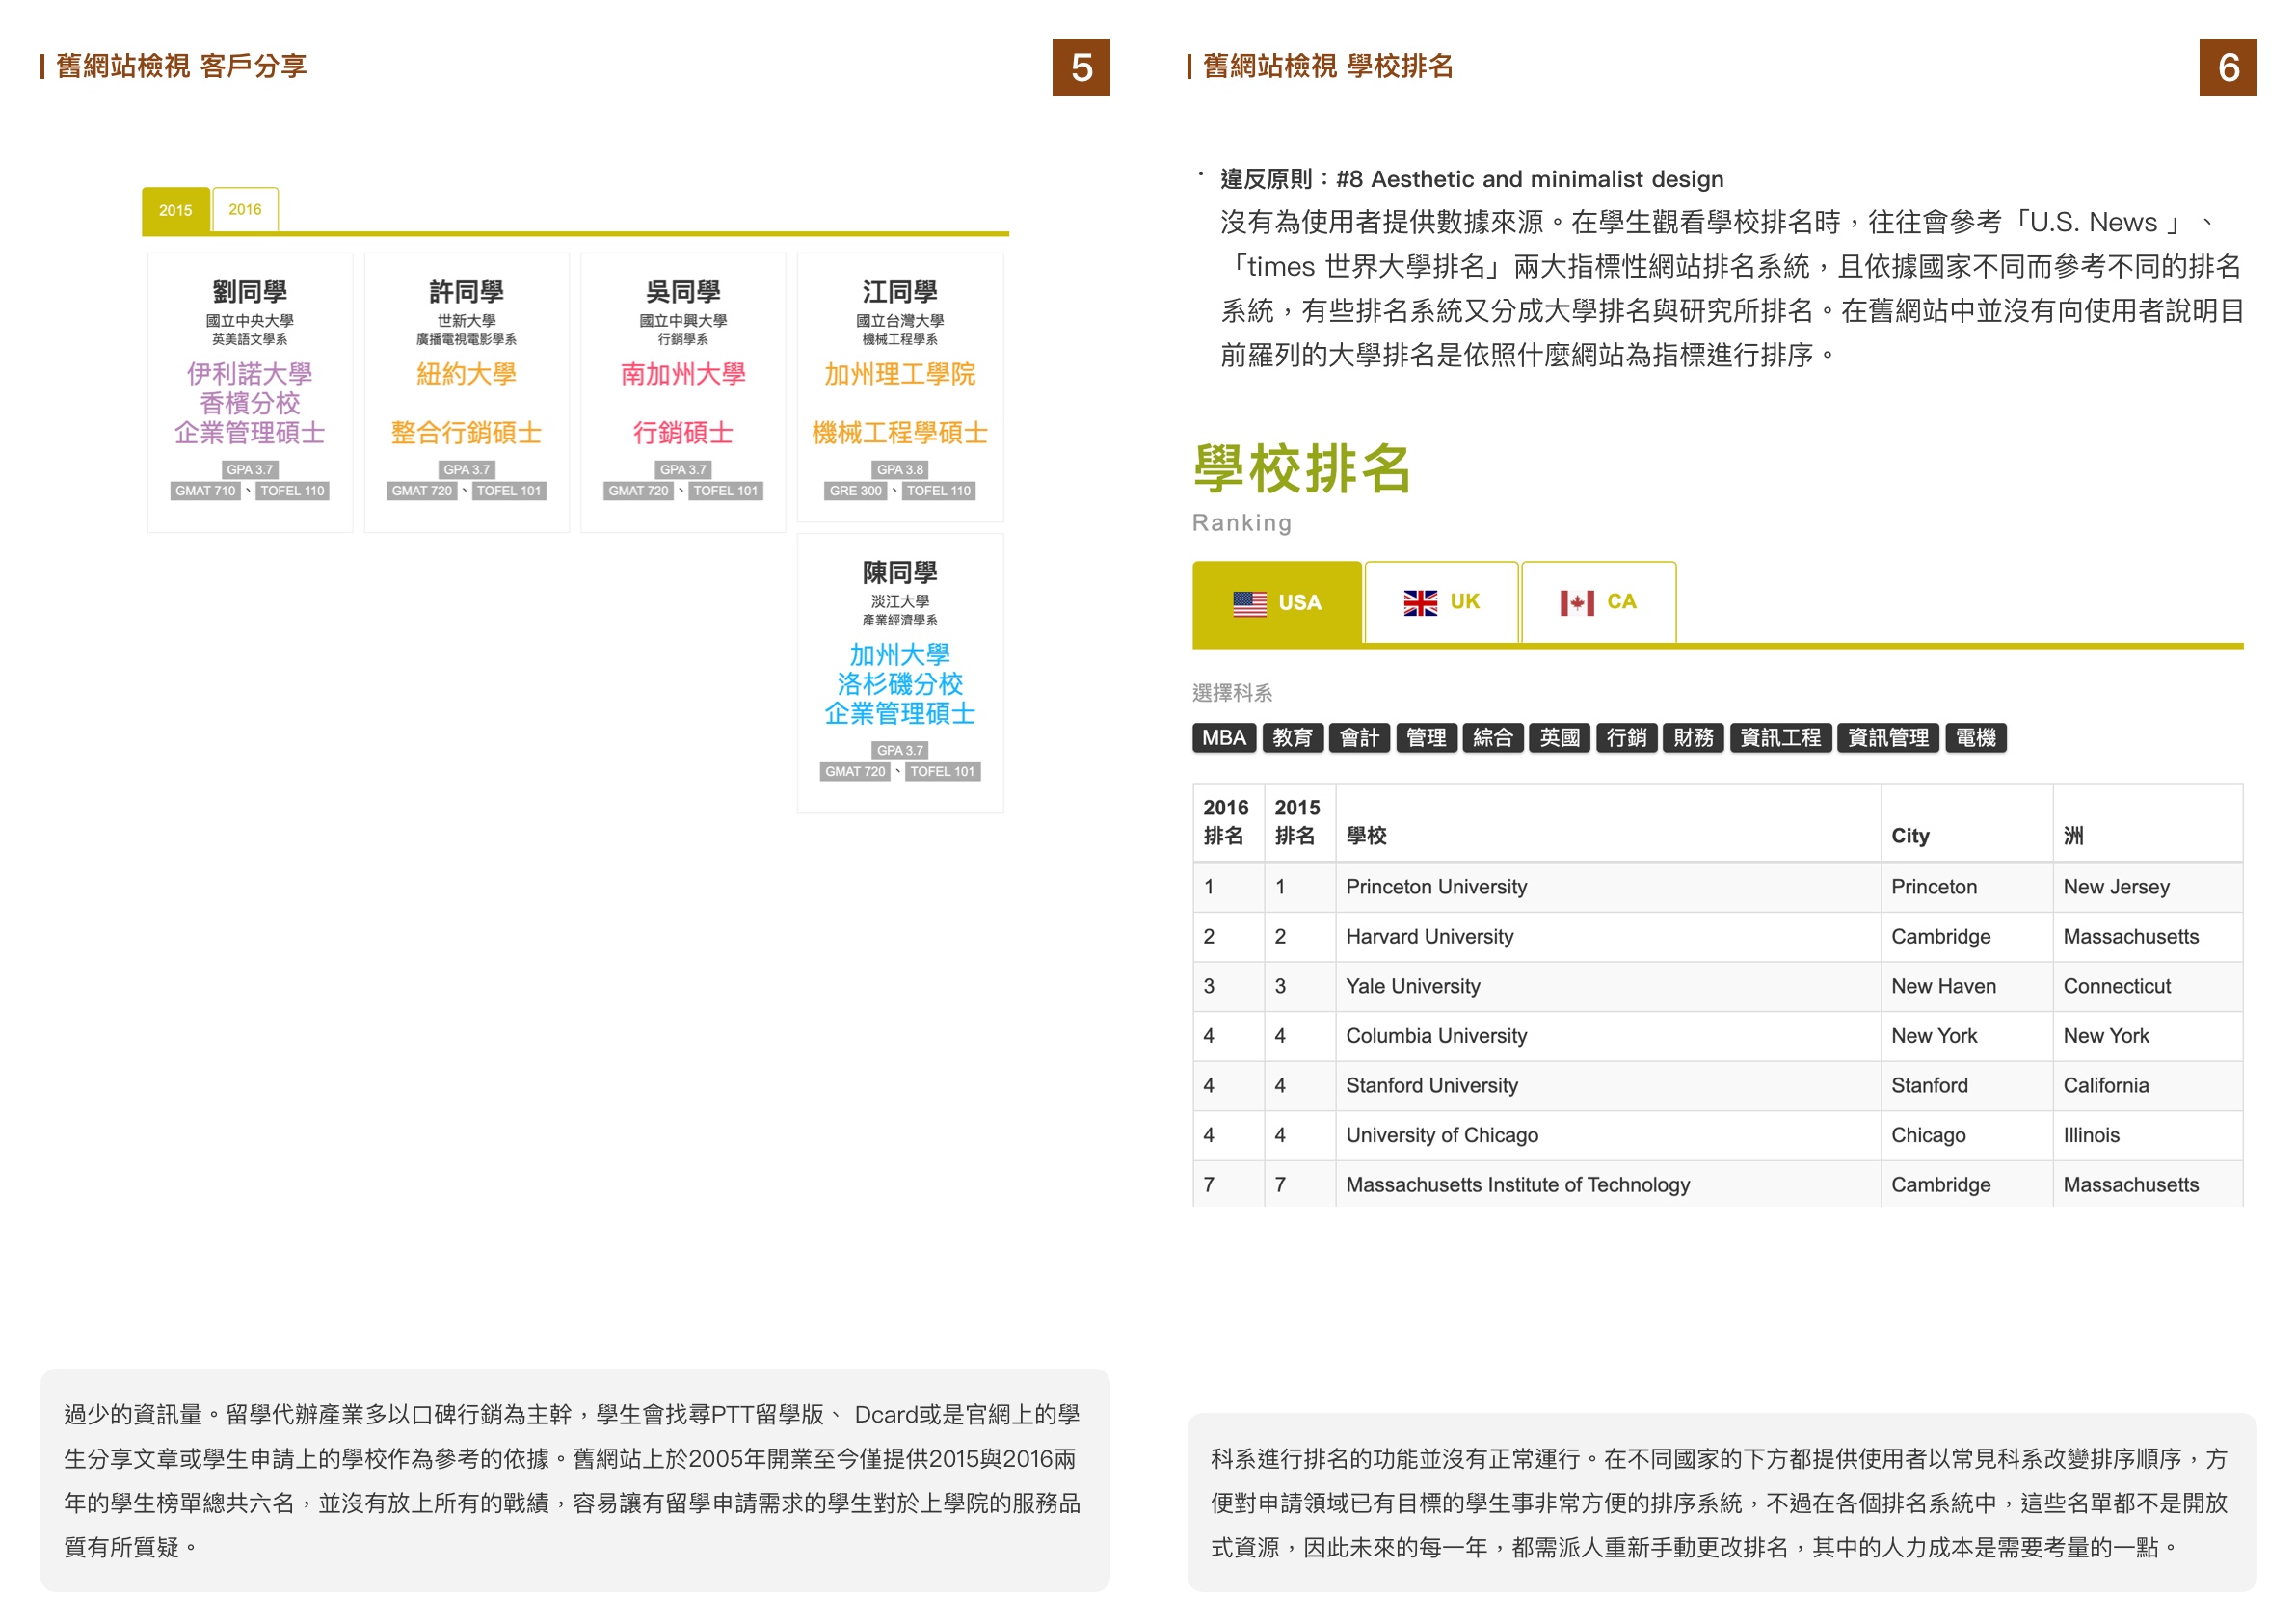 舊網站檢視 客戶分享
5
2015
2016
劉同學
國立中央大學
英美語文學系
伊利諾大學
香檳分校
企業管理碩士
GPA 3.7
GMAT 710、TOFEL 110
許同學
世新大學
廣播電視電影學系
紐約大學
整合行銷碩士
GPA 3.7
GMAT 720、TOFEL 101
吳同學
國立中興大學
行銷學系
南加州大學
行銷碩士
GPA 3.7
GMAT 720、TOFEL 101
江同學
國立台灣大學
機械工程學系
加州理工學院
機械工程學碩士
GPA 3.8
GRE 300、TOFEL 110
陳同學
淡江大學
產業經濟學系
加州大學
洛杉磯分校
企業管理碩士
GPA 3.7
GMAT 720、TOFEL 101
過少的資訊量。留學代辦產業多以口碑行銷為主幹，學生會找尋PTT留學版、 Dcard或是官網上的學
生分享文章或學生申請上的學校作為參考的依據。舊網站上於2005年開業至今僅提供2015與2016兩
年的學生榜單總共六名，並沒有放上所有的戰績，容易讓有留學申請需求的學生對於上學院的服務品
質有所質疑。
舊網站檢視 學校排名
6
· 違反原則：#8 Aesthetic and minimalist design
沒有為使用者提供數據來源。在學生觀看學校排名時，往往會參考「U.S. News 」、
「times 世界大學排名」兩大指標性網站排名系統，且依據國家不同而參考不同的排名
系統，有些排名系統又分成大學排名與研究所排名。在舊網站中並沒有向使用者說明目
前羅列的大學排名是依照什麼網站為指標進行排序。
學校排名
Ranking
USA UK CA
選擇科系
MBA 教育 會計 管理 綜合 英國 行銷 財務 資訊工程 資訊管理 電機
2016 2015
排名 排名 學校 City 洲
1 1 Princeton University Princeton New Jersey
2 2 Harvard University Cambridge Massachusetts
3 3 Yale University New Haven Connecticut
4 4 Columbia University New York New York
4 4 Stanford University Stanford California
4 4 University of Chicago Chicago Illinois
7 7 Massachusetts Institute of Technology Cambridge Massachusetts
科系進行排名的功能並沒有正常運行。在不同國家的下方都提供使用者以常見科系改變排序順序，方
便對申請領域已有目標的學生事非常方便的排序系統，不過在各個排名系統中，這些名單都不是開放
式資源，因此未來的每一年，都需派人重新手動更改排名，其中的人力成本是需要考量的一點。